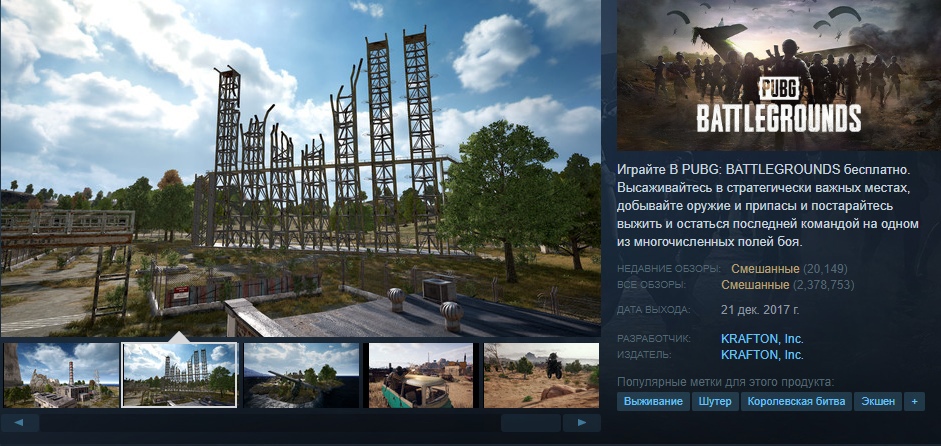 PUBG
BATTLEGROUNDS
Играйте В PUBG: BATTLEGROUNDS бесплатно.
Высаживайтесь в стратегически важных местах,
добывайте оружие и припасы и постарайтесь
выжить и остаться последней командой на одном
из многочисленных полей боя.
НЕДАВНИЕ ОБЗОРЫ: Смешанные (20,149)
ВСЕ ОБЗОРЫ: Смешанные (2,378,753)
ДАТА ВЫХОДА: 21 дек. 2017 г.
РАЗРАБОТЧИК: KRAFTON, Inc.
ИЗДАТЕЛЬ: KRAFTON, Inc.
Популярные метки для этого продукта:
Выживание Шутер Королевская битва Экшен +